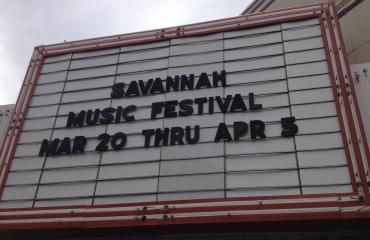 SAVANNAH
MUSIC FESTIVAL
MAR 20 THRU APR 5